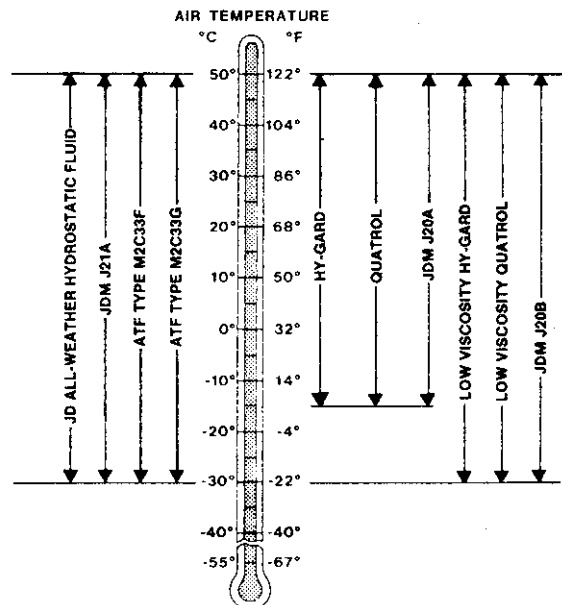 AIR TEMPERATURE
°C °F
50° 122°
40° 104°
30° 86°
20° 68°
10° 50°
0° 32°
-10° 14°
-20° -4°
-30° -22°
-40° -40°
-55° -67°
JD ALL-WEATHER HYDROSTATIC FLUID
JDM J21A
ATF TYPE M2C33F
ATF TYPE M2C33G
HY-GARD
QUATROL
JDM J20A
LOW VISCOSITY HY-GARD
LOW VISCOSITY QUATROL
JDM J20B